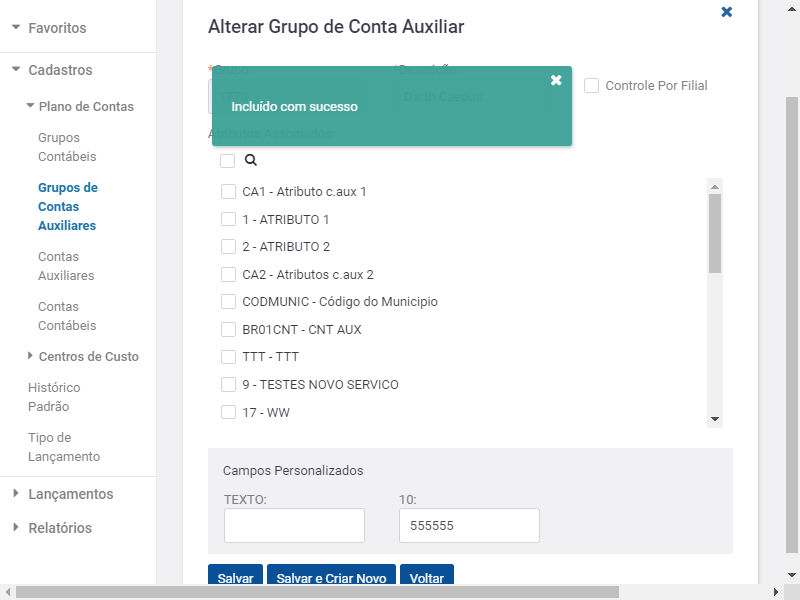 Favoritos
Cadastros
Plano de Contas
Grupos
Contábeis
Grupos de
Contas
Auxiliares
Contas
Auxiliares
Contas
Contábeis
Centros de Custo
Histórico
Padrão
Tipo de
Lançamento
Lançamentos
Relatórios
Alterar Grupo de Conta Auxiliar
Incluído com sucesso
Controle Por Filial
CA1 - Atributo c.aux 1
1 - ATRIBUTO 1
2 - ATRIBUTO 2
CA2 - Atributos c.aux 2
CODMUNIC - Código do Municipio
BR01CNT - CNT AUX
TTT - TTT
9 - TESTES NOVO SERVICO
17 - WW
Campos Personalizados
TEXTO: 10:
555555
Salvar Salvar e Criar Novo Voltar